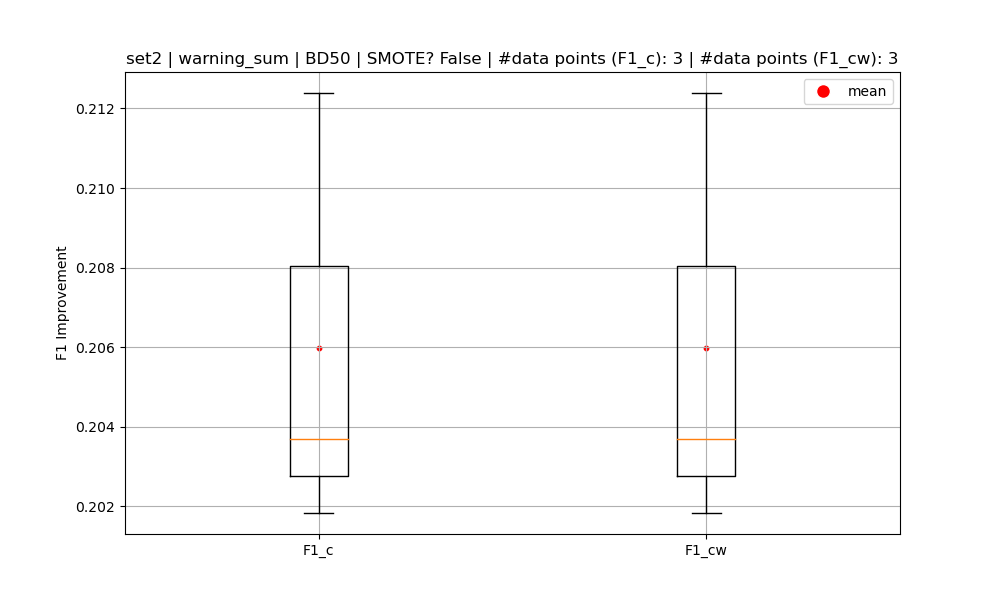 set2 | warning_sum | BD50 | SMOTE? False | #data points (F1_c): 3 | #data points (F1_cw): 3
mean
F1 Improvement
0.212
0.210
0.208
0.206
0.204
0.202
F1_c
F1_cw